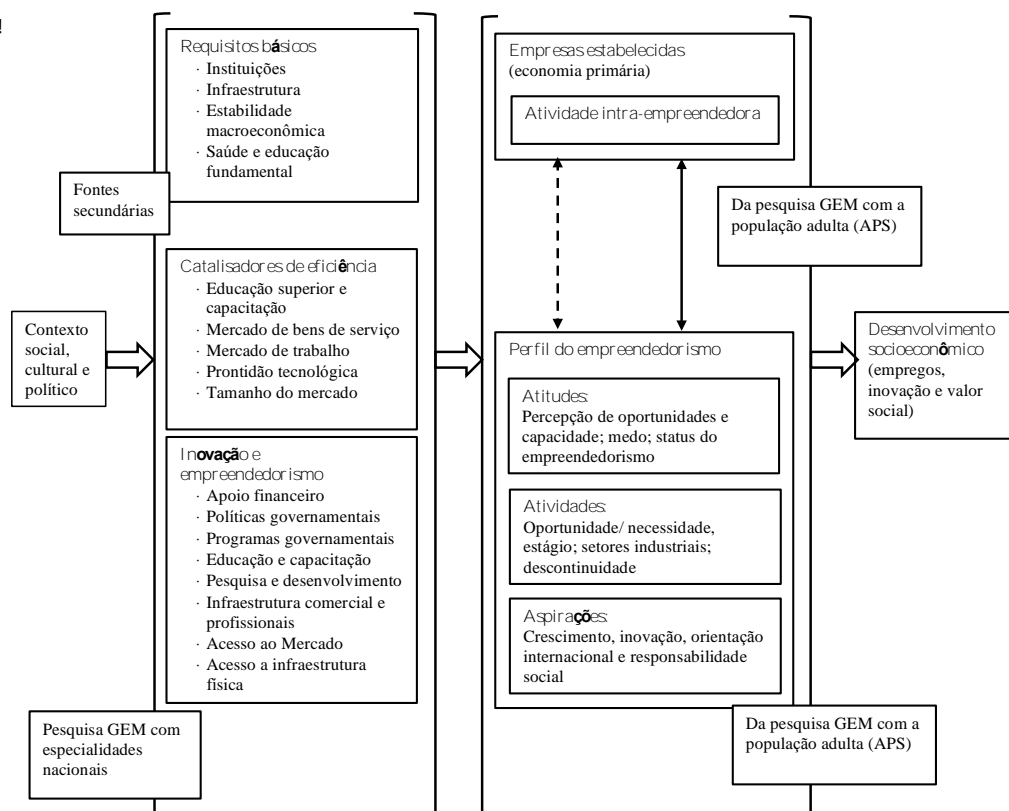 !
Requisitos básicos
· Instituições
· Infraestrutura
· Estabilidade
macroeconômica
· Saúde e educação
fundamental
Fontes
secundárias
Catalisadores de eficiência
· Educação superior e
capacitação
· Mercado de bens de serviço
· Mercado de trabalho
· Prontidão tecnológica
· Tamanho do mercado
Contexto
social,
cultural e
político
Inovação e
empreendedorismo
· Apoio financeiro
· Políticas governamentais
· Programas governamentais
· Educação e capacitação
· Pesquisa e desenvolvimento
· Infraestrutura comercial e
profissionais
· Acesso ao Mercado
· Acesso a infraestrutura
física
Pesquisa GEM com
especialidades
nacionais
Empresas estabelecidas
(economia primária)
Atividade intra-empreendedora
Da pesquisa GEM com a
população adulta (APS)
Perfil do empreendedorismo
Atitudes:
Percepção de oportunidades e
capacidade; medo; status do
empreendedorismo
Atividades:
Oportunidade/ necessidade,
estágio; setores industriais;
descontinuidade
Aspirações:
Crescimento, inovação, orientação
internacional e responsabilidade
social
Da pesquisa GEM com a
população adulta (APS)
Desenvolvimento
socioeconômico
(empregos,
inovação e valor
social)